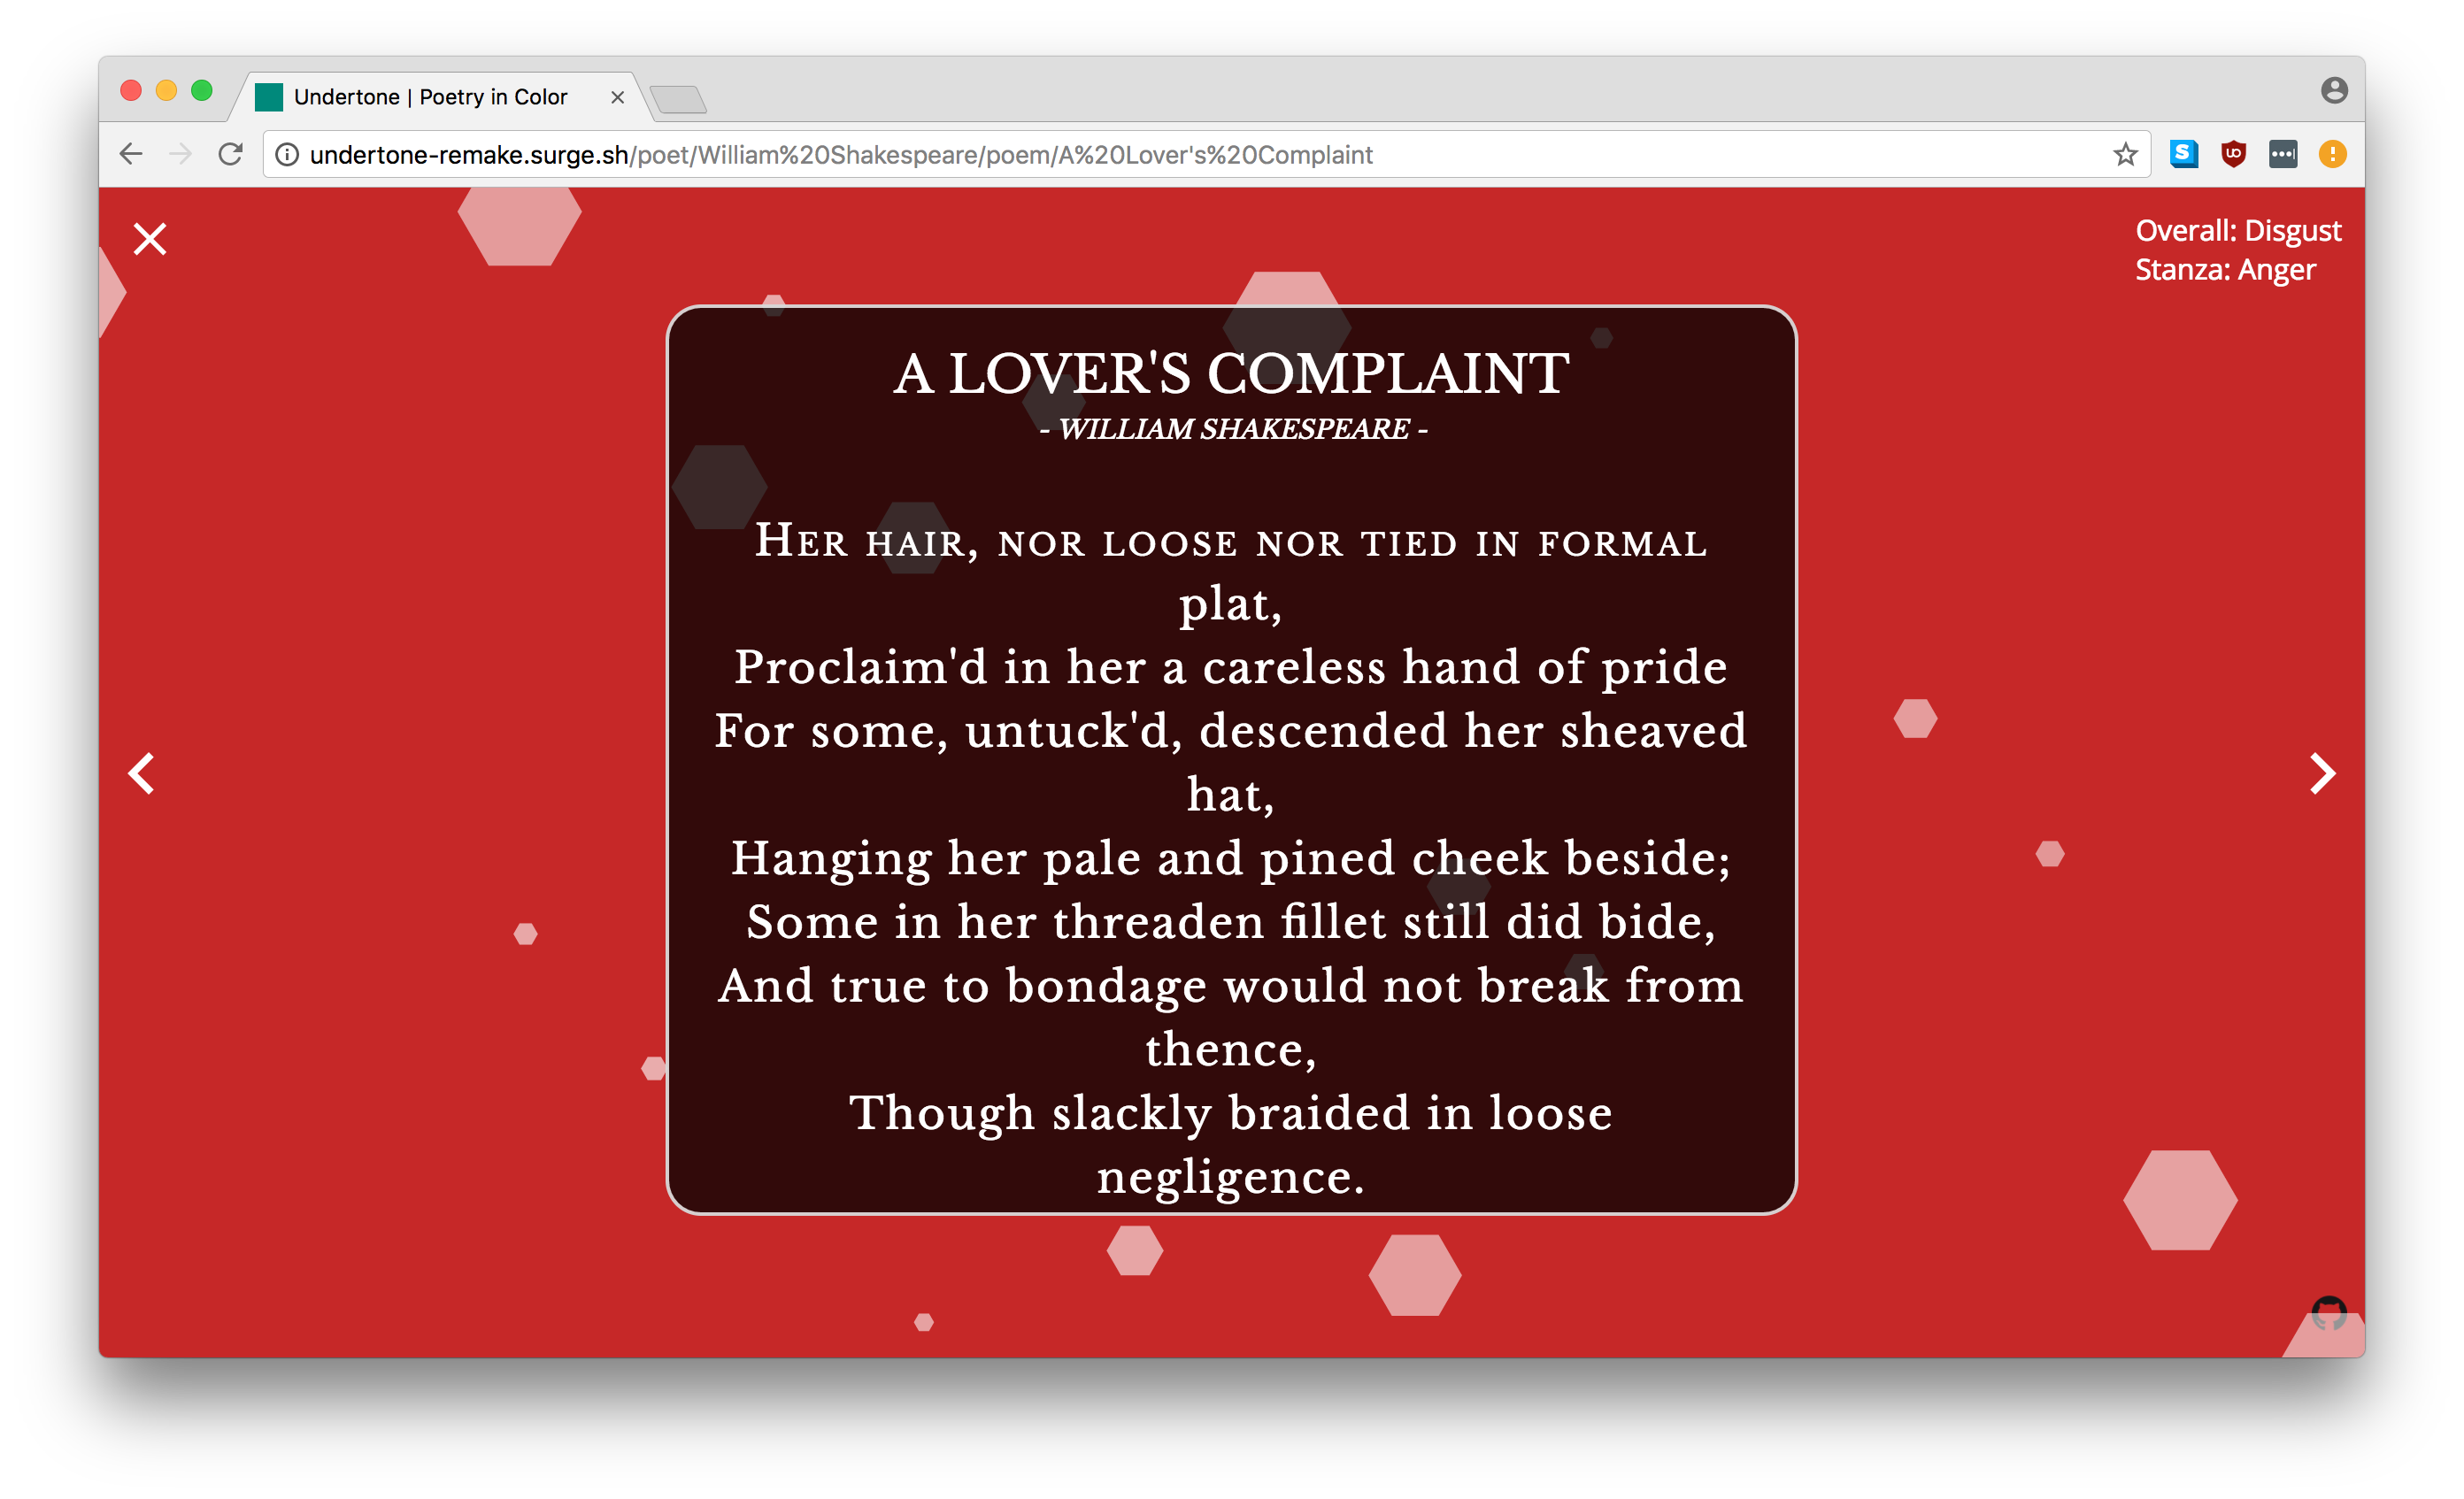 Undertone | Poetry in Color
undertone-remake.surge.sh/poet/William%20Shakespeare/poem/A%20Lover's%20Complaint
Overall: Disgust
Stanza: Anger
A LOVER'S COMPLAINT
- WILLIAM SHAKESPEARE -
HER HAIR, NOR LOOSE NOR TIED IN FORMAL
plat,
Proclaim'd in her a careless hand of pride
For some, untuck'd, descended her sheaved
hat,
Hanging her pale and pined cheek beside;
Some in her threaden fillet still did bide,
And true to bondage would not break from
thence,
Though slackly braided in loose
negligence.